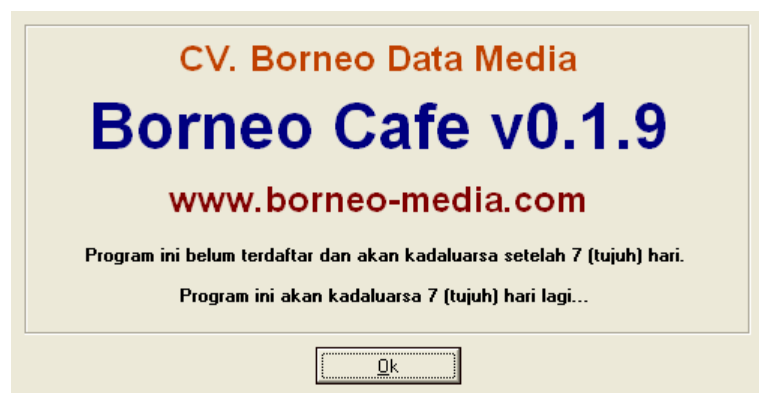 CV. Borneo Data Media
Borneo Cafe v0.1.9
www.borneo-media.com
Program ini belum terdaftar dan akan kadaluarsa setelah 7 (tujuh) hari.
Program ini akan kadaluarsa 7 (tujuh) hari lagi...
Ok